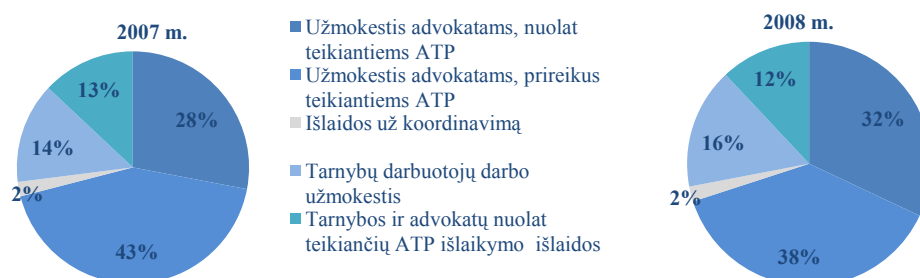 2007 m.
13%
28%
14%
2%
43%
Užmokestis advokatams, nuolat
teikiantiems ATP
Užmokestis advokatams, prireikus
teikiantiems ATP
Išlaidos už koordinavimą
Tarnybų darbuotojų darbo
užmokestis
Tarnybos ir advokatų nuolat
teikiančių ATP išlaikymo išlaidos
2008 m.
12%
32%
16%
2%
38%